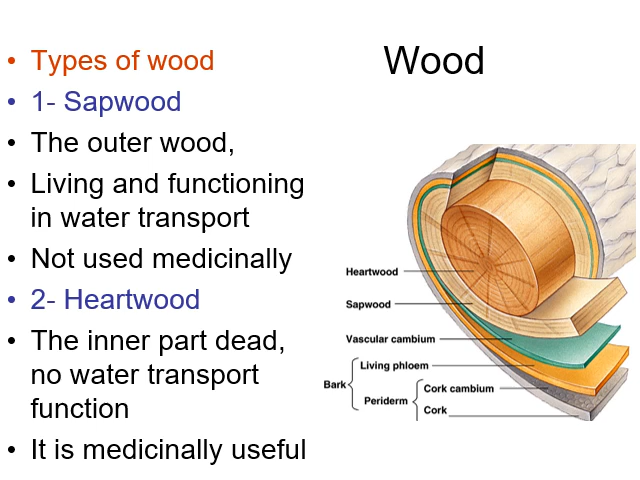 Wood
• Types of wood
• 1- Sapwood
• The outer wood,
• Living and functioning
in water transport
• Not used medicinally
• 2- Heartwood
• The inner part dead,
no water transport
function
• It is medicinally useful
Heartwood
Sapwood
Vascular cambium
Living phloem
Bark
Cork cambium
Periderm
Cork